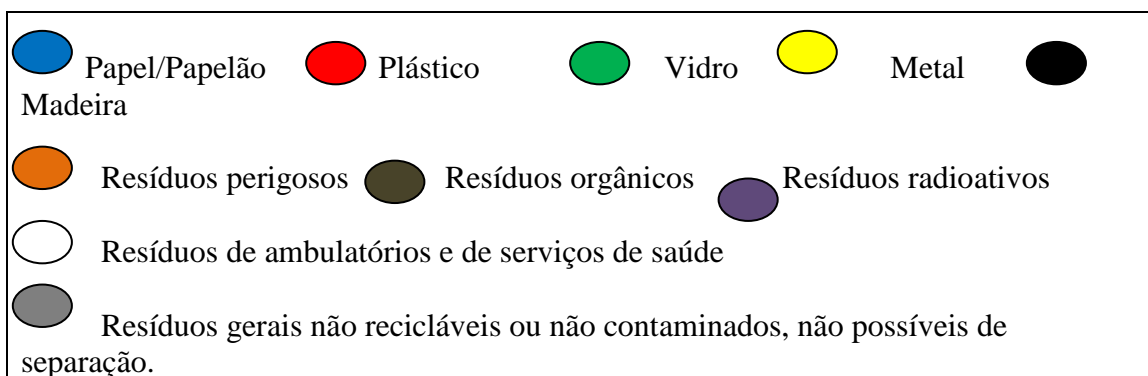 Papel/Papelão Plástico Vidro Metal
Madeira
Resíduos perigosos Resíduos orgânicos Resíduos radioativos
Resíduos de ambulatórios e de serviços de saúde
Resíduos gerais não recicláveis ou não contaminados, não possíveis de
separação.